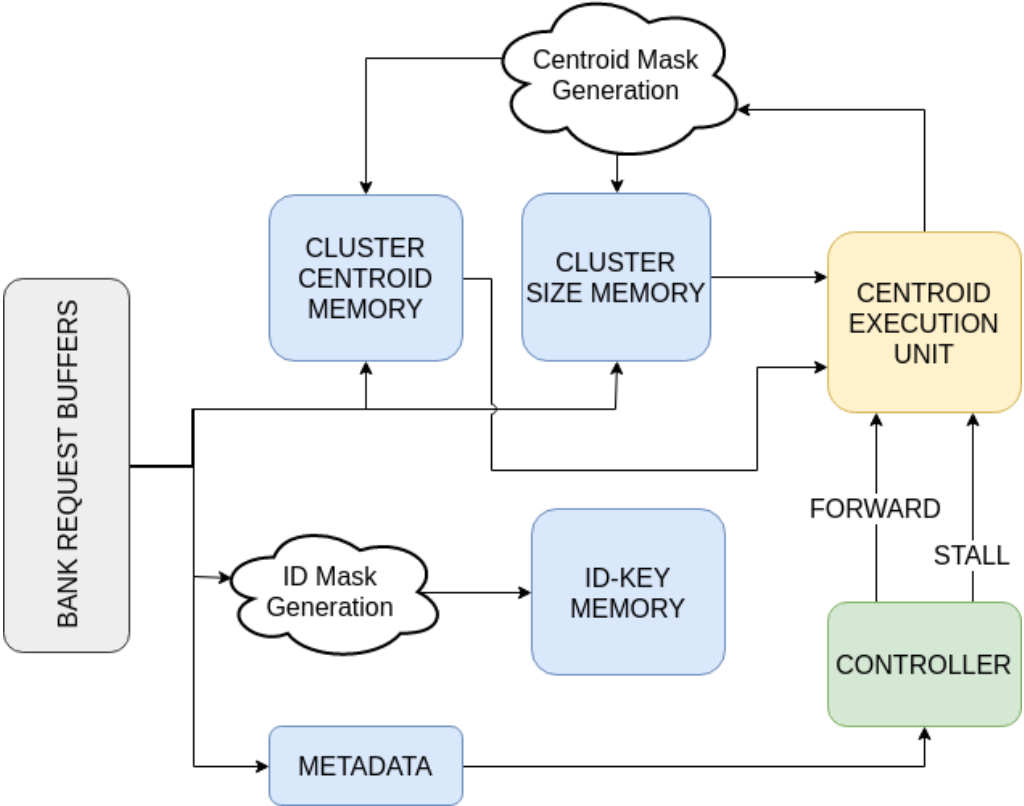 Centroid Mask
Generation
CLUSTER
CENTROID
MEMORY
CLUSTER
SIZE MEMORY
CENTROID
EXECUTION
UNIT
BANK REQUEST BUFFERS
FORWARD
STALL
ID Mask
Generation
ID-KEY
MEMORY
CONTROLLER
METADATA